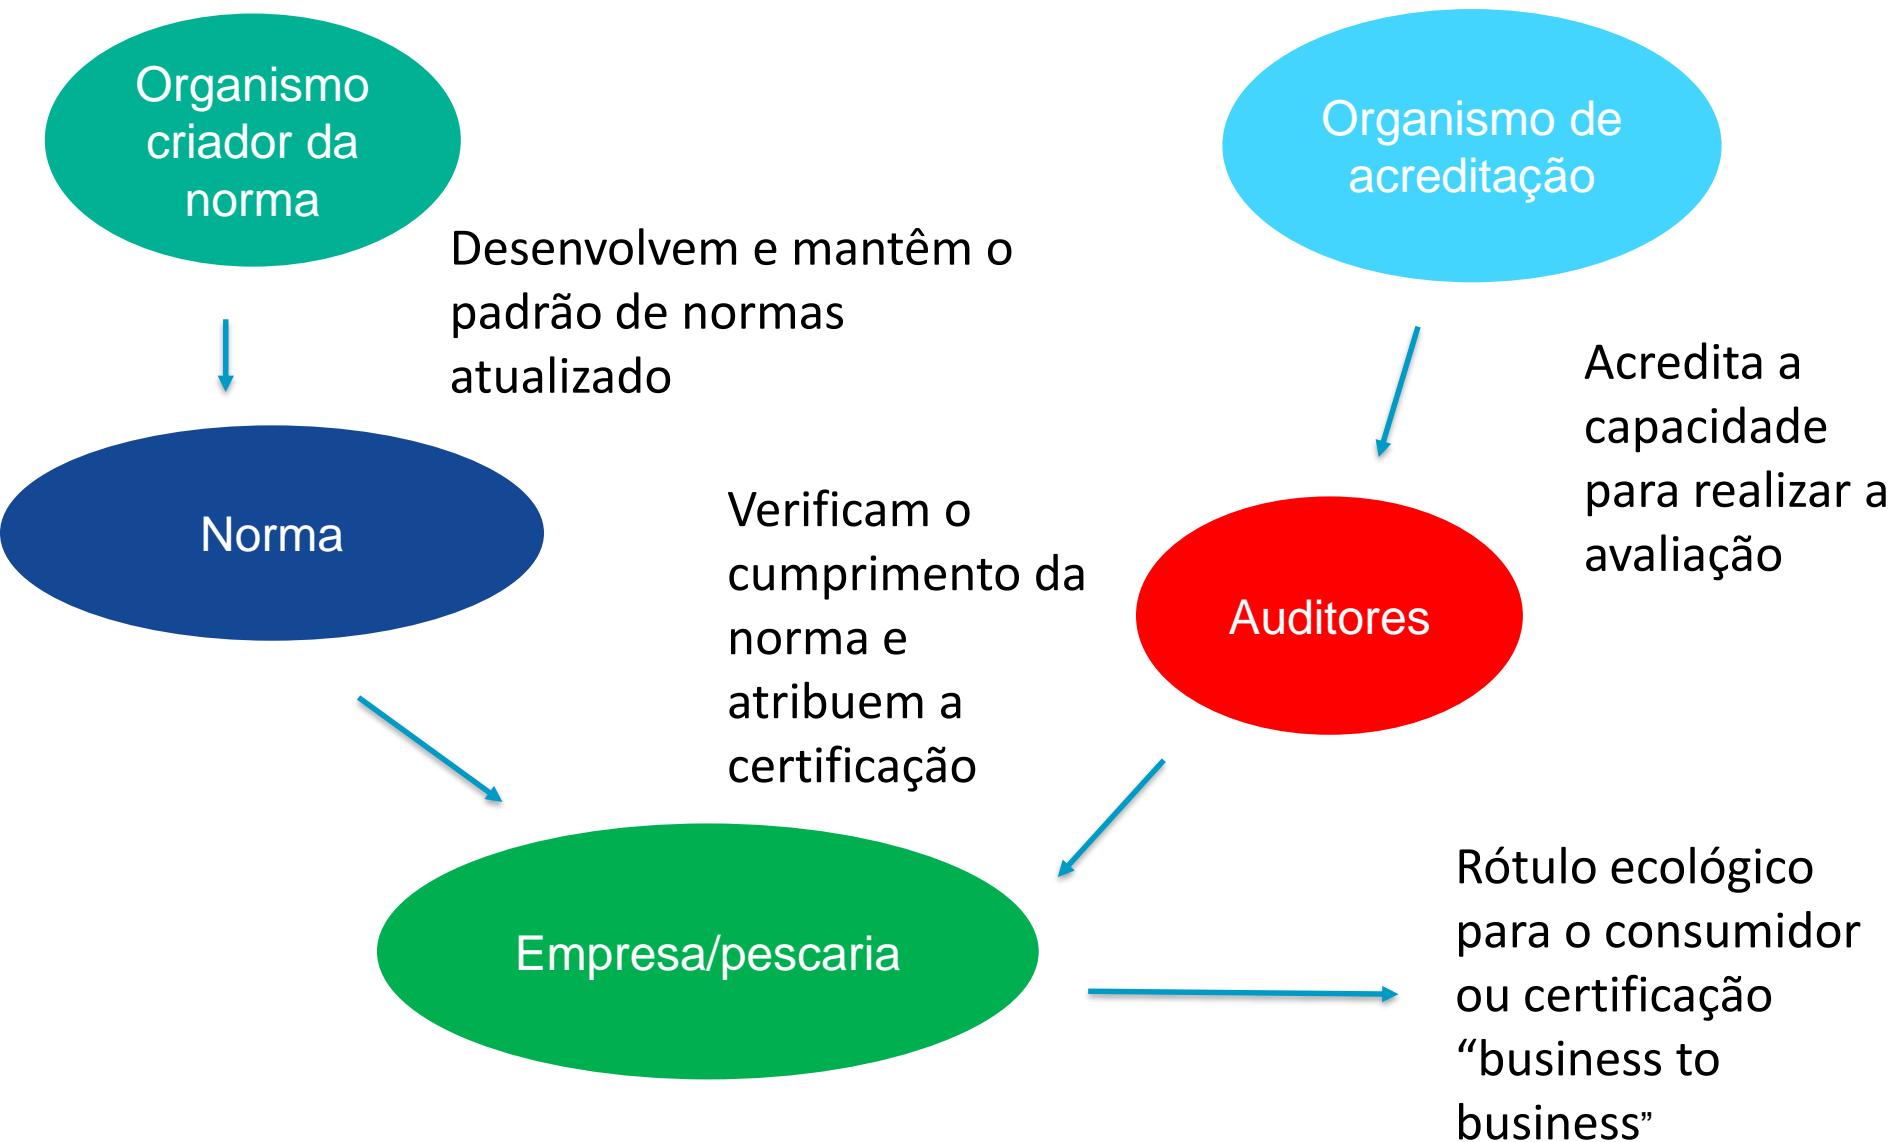 Organismo
criador da
norma
Organismo de
acreditação
Desenvolvem e mantêm o
padrão de normas
atualizado
Acredita a
capacidade
para realizar a
avaliação
Norma
Verificam o
cumprimento da
norma e
atribuem a
certificação
Auditores
Empresa/pescaria
Rótulo ecológico
para o consumidor
ou certificação
“business to
business”